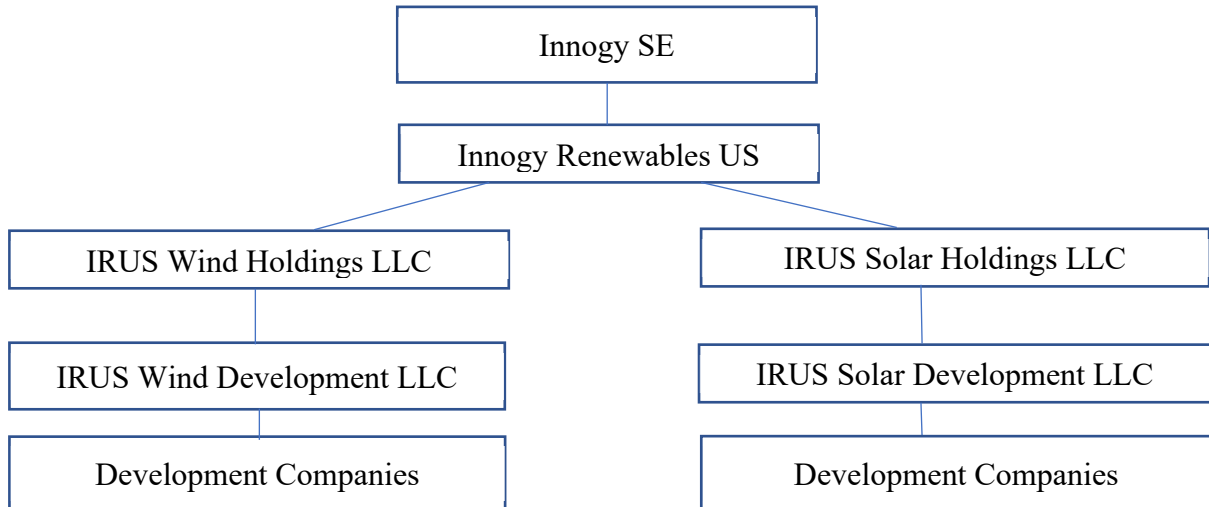 Innogy SE
Innogy Renewables US
IRUS Wind Holdings LLC
IRUS Solar Holdings LLC
IRUS Wind Development LLC
IRUS Solar Development LLC
Development Companies
Development Companies